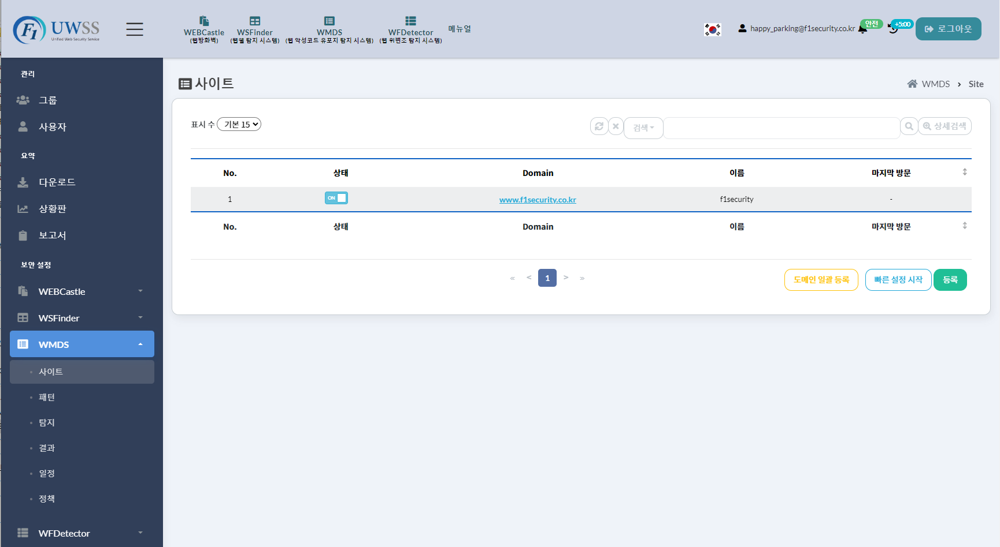 F1 UWSS
Unified Web Security Service
WEBCastle
(웹방화벽)
WSFinder
(웹쉘 탐지 시스템)
WMDS
(웹 악성코드 유포지 탐지 시스템)
WFDetector
(웹 위변조 탐지 시스템)
메뉴얼
happy_parking@f1security.co.kr
안전
+5:00
로그아웃
관리
그룹
사용자
요약
다운로드
상황판
보고서
보안 설정
WEBCastle
WSFinder
WMDS
사이트
패턴
탐지
결과
일정
정책
WFDetector
사이트
WMDS > Site
표시 수 기본 15
검색
상세검색
No. 상태 Domain 이름 마지막 방문
1 ON www.f1security.co.kr f1security -
No. 상태 Domain 이름 마지막 방문
« < 1 > »
도메인 일괄 등록 빠른 설정 시작 등록